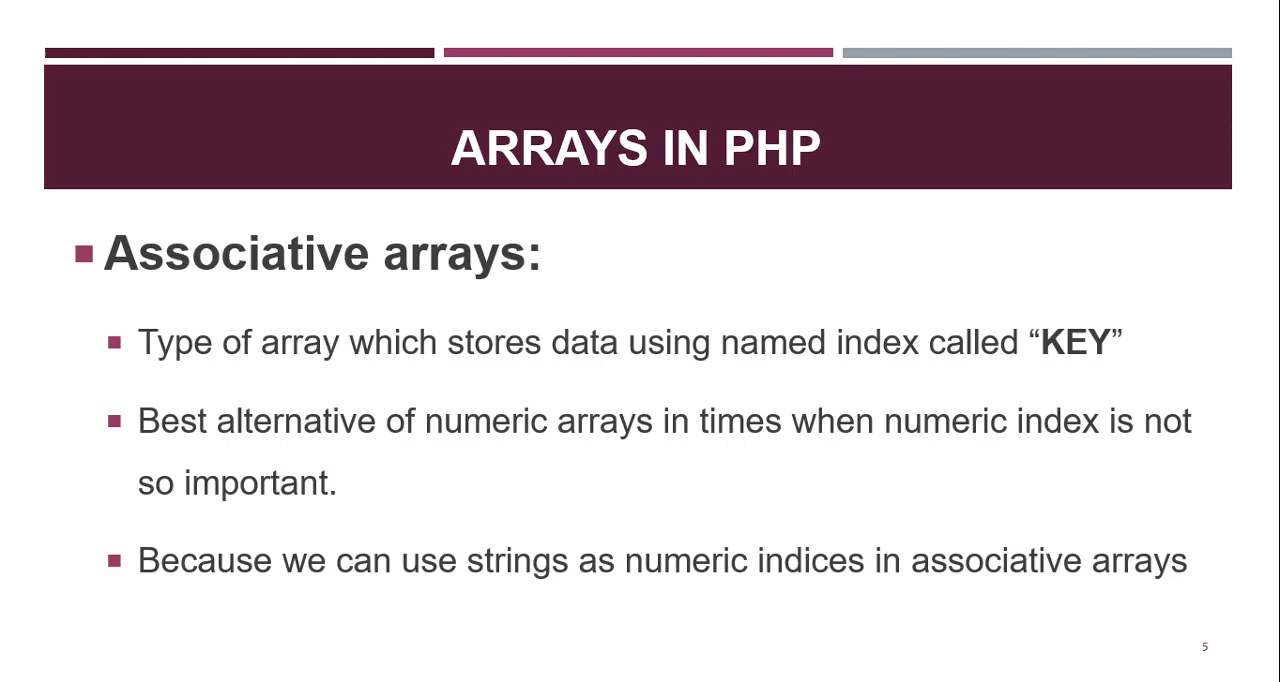 ARRAYS IN PHP
Associative arrays:
Type of array which stores data using named index called “KEY”
Best alternative of numeric arrays in times when numeric index is not
so important.
Because we can use strings as numeric indices in associative arrays
5